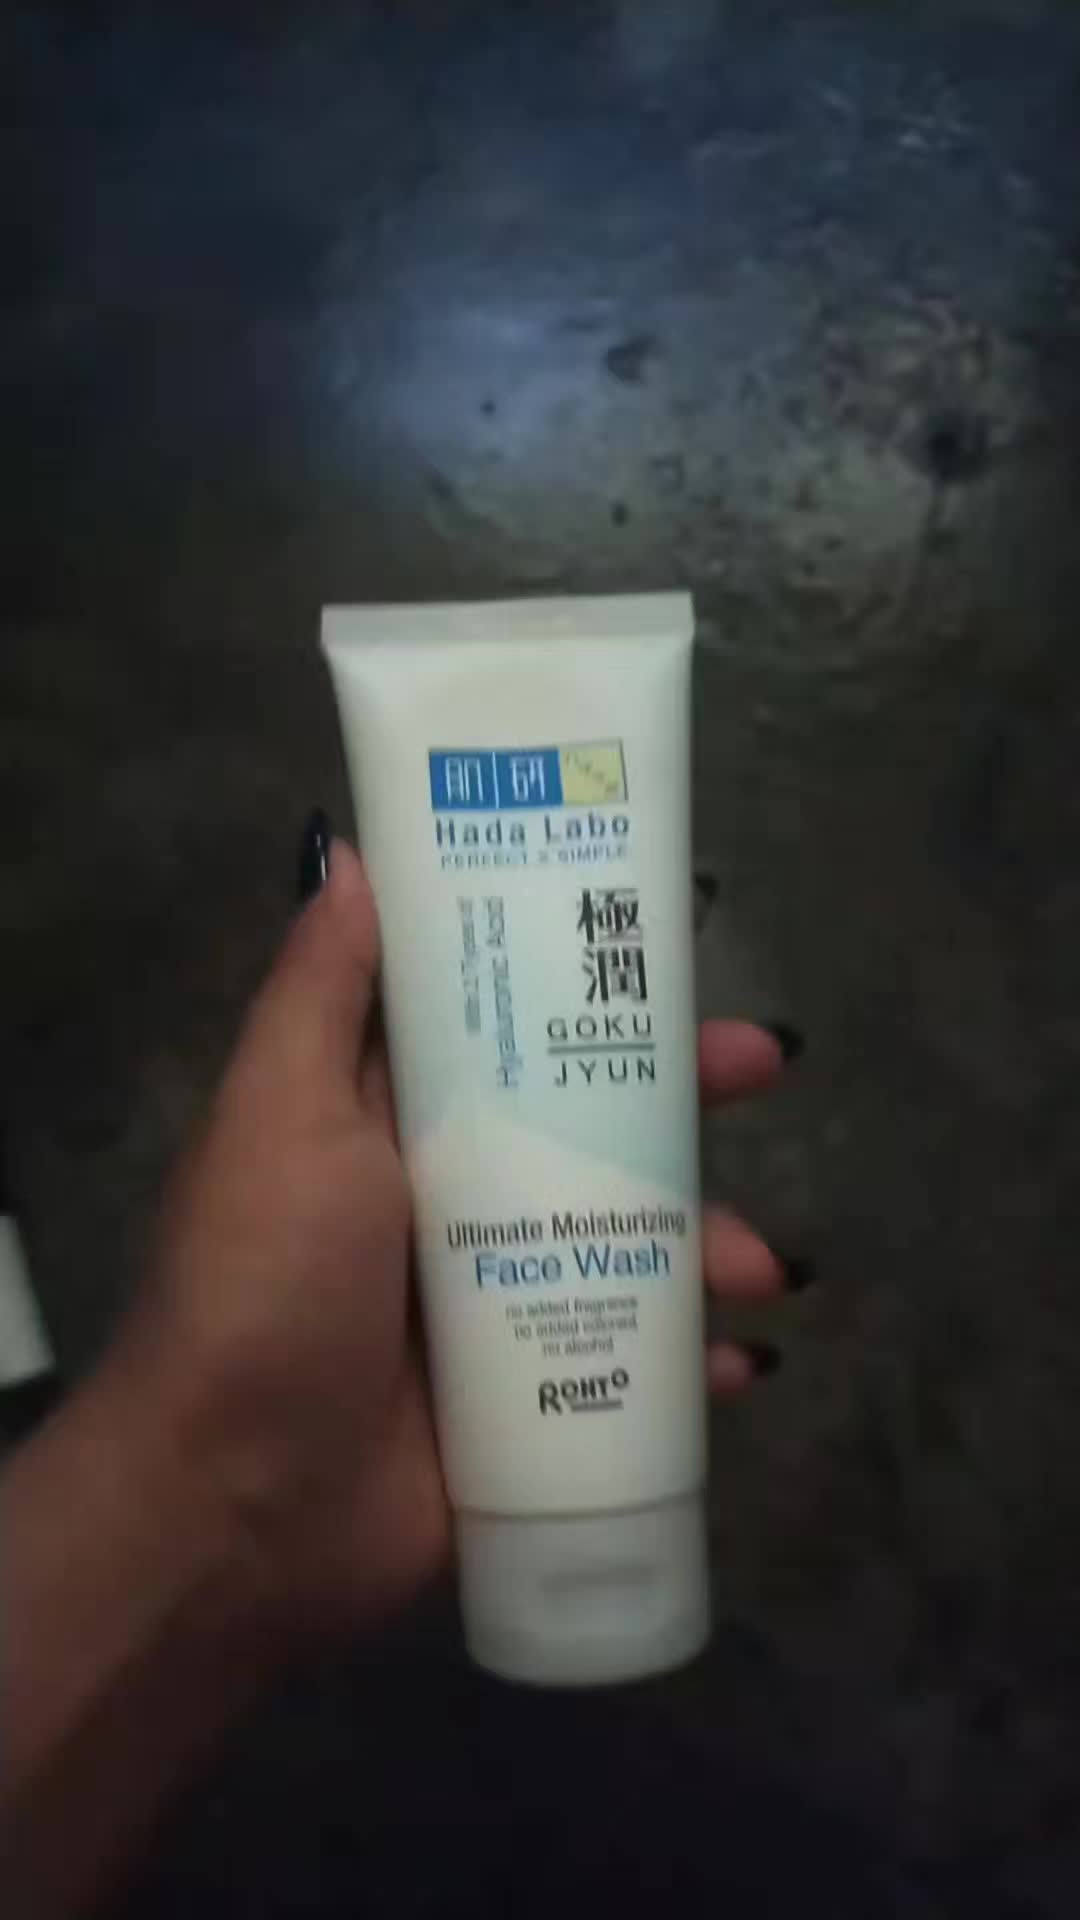 肌研
Hada Labo
PERFECT x SIMPLE
極潤
GOKU
JYUN
Hyaluronic Acid
Ultimate Moisturizing
Face Wash
no added fragrance
no added colorant
no alcohol
ROHTO